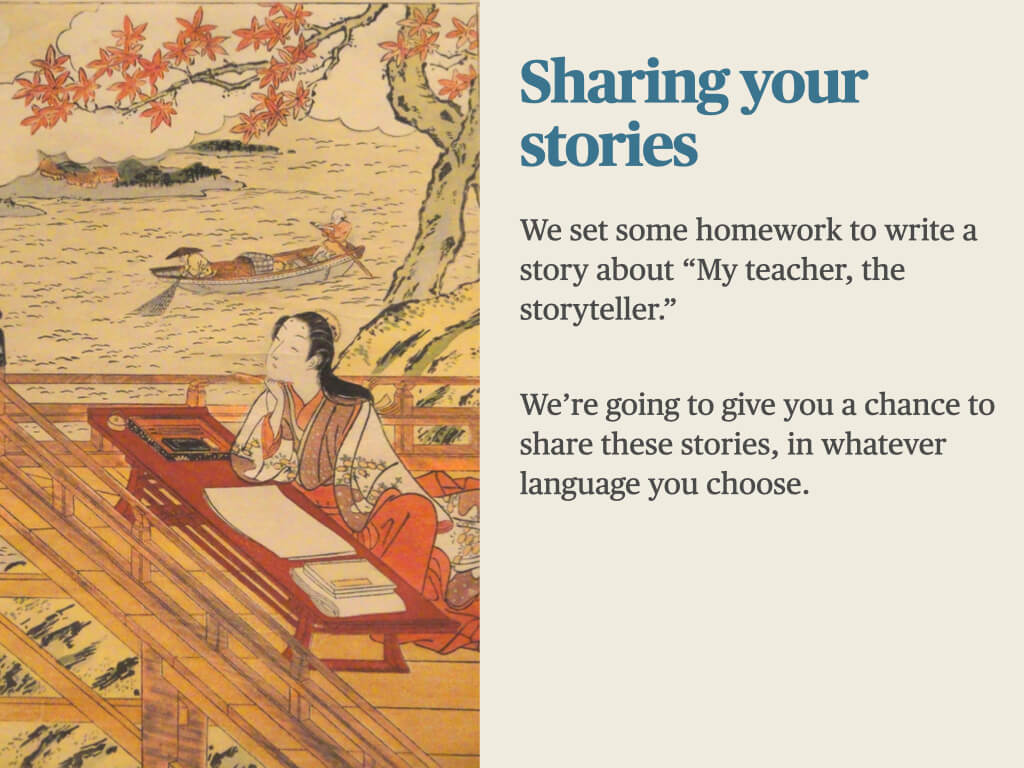 Sharing your
stories
We set some homework to write a
story about “My teacher, the
storyteller.”
We’re going to give you a chance to
share these stories, in whatever
language you choose.